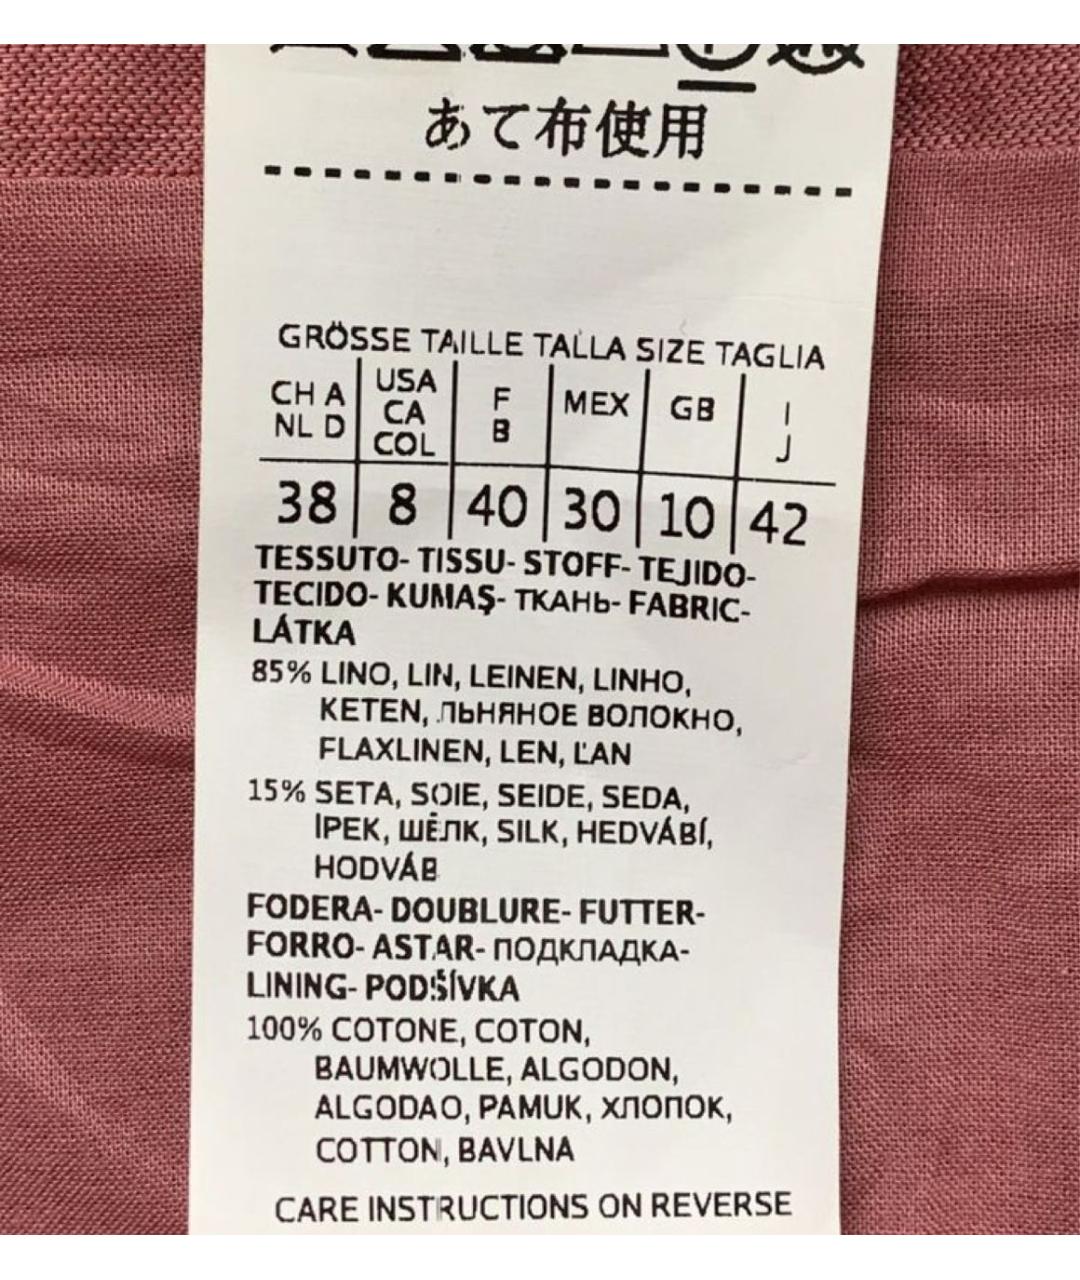 あて布使用
GRÖSSE TAILLE TALLA SIZE TAGLIA
CH A NL D | USA CA COL | F B | MEX | GB | I J
38 | 8 | 40 | 30 | 10 | 42
TESSUTO- TISSU- STOFF- TEJIDO-
TECIDO- KUMAŞ- ТКАНЬ- FABRIC-
LÁTKA
85% LINO, LIN, LEINEN, LINHO,
KETEN, ЛЬНЯНОЕ ВОЛОКНО,
FLAXLINEN, LEN, ĽAN
15% SETA, SOIE, SEIDE, SEDA,
İPEK, ШЁЛК, SILK, HEDVÁBÍ,
HODVÁB
FODERA- DOUBLURE- FUTTER-
FORRO- ASTAR- ПОДКЛАДКА-
LINING- PODŠÍVKA
100% COTONE, COTON,
BAUMWOLLE, ALGODON,
ALGODAO, PAMUK, ХЛОПОК,
COTTON, BAVLNA
CARE INSTRUCTIONS ON REVERSE